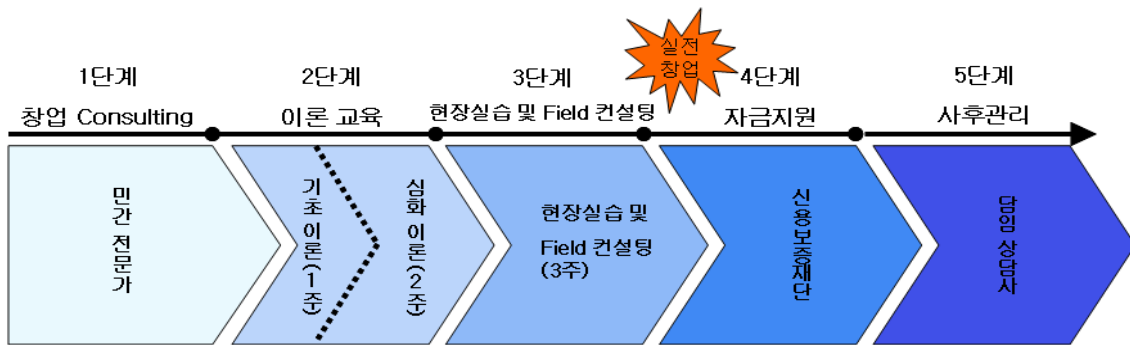 실전
창업
1단계
2단계
3단계
4단계
5단계
창업 Consulting
이론 교육
현장실습 및 Field 컨설팅
자금지원
사후관리
민간 전문가
기초 이론(1주)
심화 이론(2주)
현장실습 및
Field 컨설팅
(3주)
신용보증재단
담임 상담사